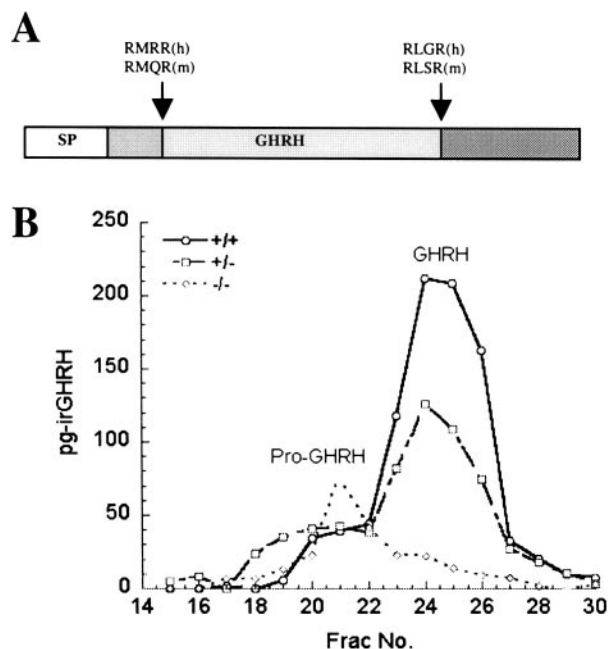 A
RMRR(h)
RMQR(m)
RLGR(h)
RLSR(m)
SP
GHRH
B
250
200
150
100
50
0
pg-irGHRH
+/+
+/-
-/-
GHRH
Pro-GHRH
14 16 18 20 22 24 26 28 30
Frac No.